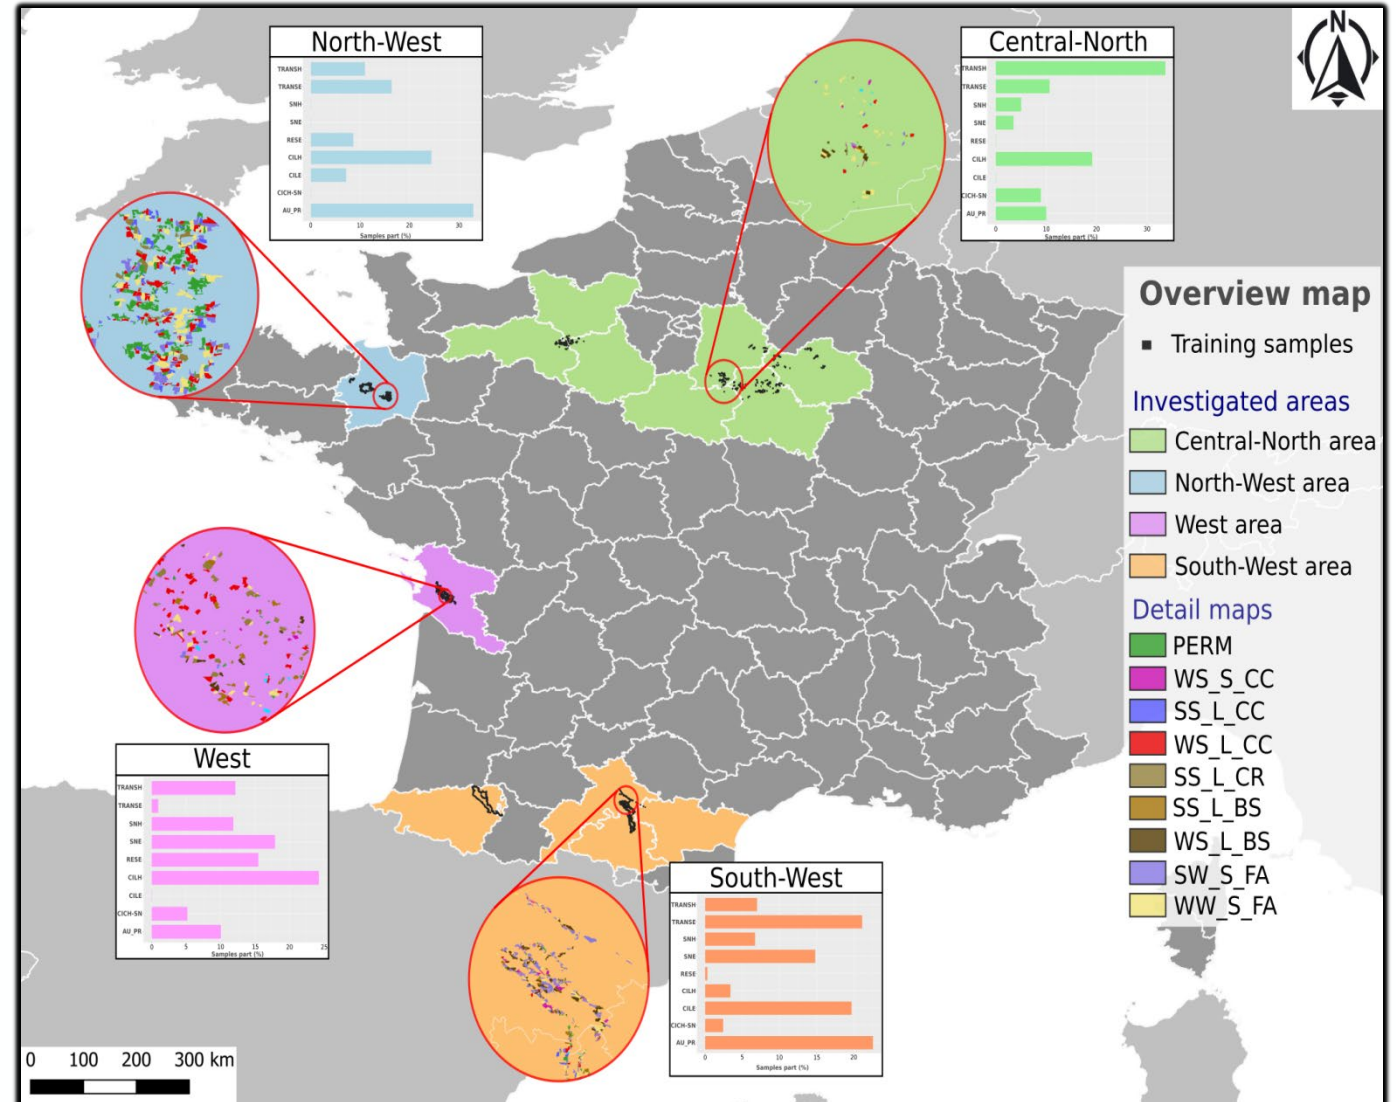 North-West
TRANSH
TRANSE
SNH
SNE
RESE
CILH
CILE
CICH-SN
AU_PR
0 10 20 30
Samples part (%)
Central-North
TRANSH
TRANSE
SNH
SNE
RESE
CILH
CILE
CICH-SN
AU_PR
0 10 20 30
Samples part (%)
N
Overview map
Training samples
Investigated areas
Central-North area
North-West area
West area
South-West area
Detail maps
PERM
WS_S_CC
SS_L_CC
WS_L_CC
SS_L_CR
SS_L_BS
WS_L_BS
SW_S_FA
WW_S_FA
West
TRANSH
TRANSE
SNH
SNE
RESE
CILH
CILE
CICH-SN
AU_PR
0 5 10 15 20 25
Samples part (%)
South-West
TRANSH
TRANSE
SNH
SNE
RESE
CILH
CILE
CICH-SN
AU_PR
0 5 10 15 20
Samples part (%)
0 100 200 300 km